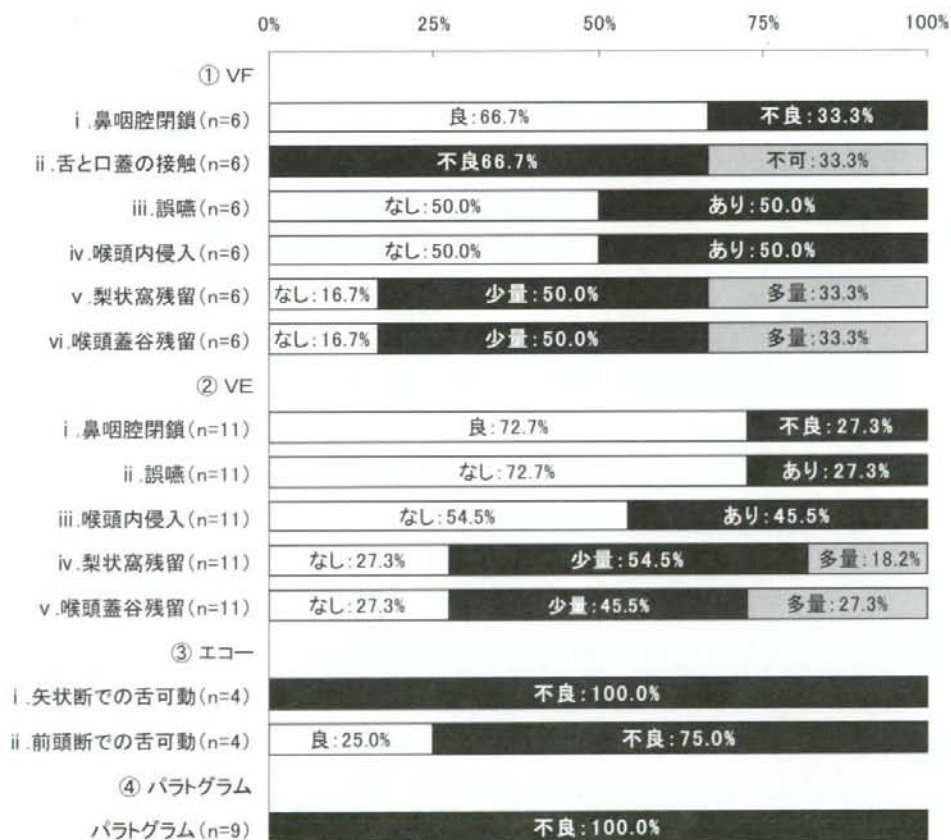 0% 25% 50% 75% 100%
① VF
ⅰ.鼻咽腔閉鎖(n=6) 良:66.7% 不良:33.3%
ⅱ.舌と口蓋の接触(n=6) 不良66.7% 不可:33.3%
ⅲ.誤嚥(n=6) なし:50.0% あり:50.0%
ⅳ.喉頭内侵入(n=6) なし:50.0% あり:50.0%
ⅴ.梨状窩残留(n=6) なし:16.7% 少量:50.0% 多量:33.3%
ⅵ.喉頭蓋谷残留(n=6) なし:16.7% 少量:50.0% 多量:33.3%
② VE
ⅰ.鼻咽腔閉鎖(n=11) 良:72.7% 不良:27.3%
ⅱ.誤嚥(n=11) なし:72.7% あり:27.3%
ⅲ.喉頭内侵入(n=11) なし:54.5% あり:45.5%
ⅳ.梨状窩残留(n=11) なし:27.3% 少量:54.5% 多量:18.2%
ⅴ.喉頭蓋谷残留(n=11) なし:27.3% 少量:45.5% 多量:27.3%
③ エコー
ⅰ.矢状断での舌可動(n=4) 不良:100.0%
ⅱ.前頭断での舌可動(n=4) 良:25.0% 不良:75.0%
④ パラトグラム
パラトグラム(n=9) 不良:100.0%